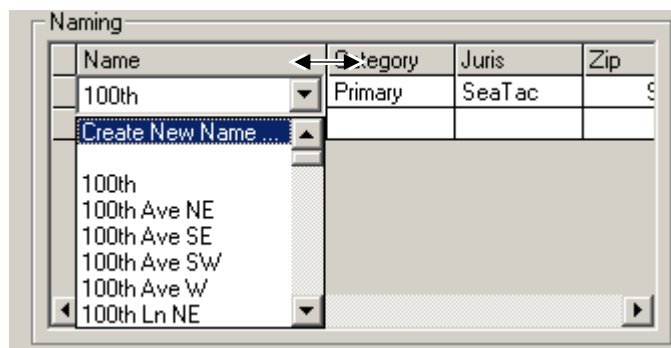 Naming
Name Category Juris Zip
100th Primary SeaTac 9
Create New Name ...
100th
100th Ave NE
100th Ave SE
100th Ave SW
100th Ave W
100th Ln NE